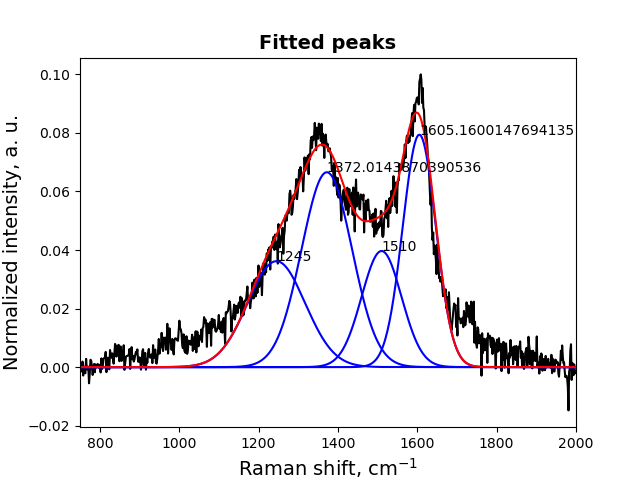 Fitted peaks
Normalized intensity, a. u.
0.10
0.08
0.06
0.04
0.02
0.00
−0.02
1605.1600147694135
1372.0143870390536
1245
1510
800 1000 1200 1400 1600 1800 2000
Raman shift, cm⁻¹